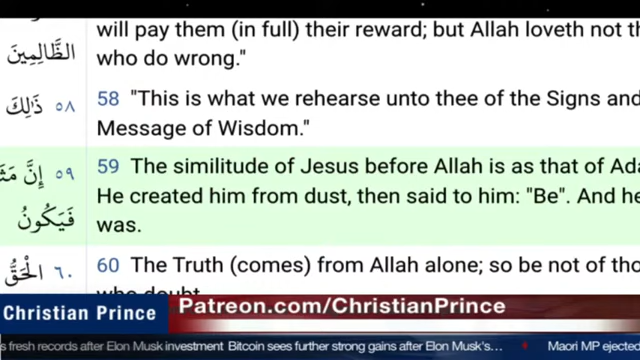 will pay them (in full) their reward; but Allah loveth not
الظَّالِمِينَ
who do wrong."
ذَٰلِكَ ٥٨
58 "This is what we rehearse unto thee of the Signs and
Message of Wisdom."
إِنَّ ٥٩
59 The similitude of Jesus before Allah is as that of
He created him from dust, then said to him: "Be". And he
فَيَكُونُ
was.
الْحَقُّ ٦٠
60 The Truth (comes) from Allah alone; so be not of
who doubt
Christian Prince
Patreon.com/ChristianPrince
fresh records after Elon Musk investment Bitcoin sees further strong gains after Elon Musk's... Maori MP ejected